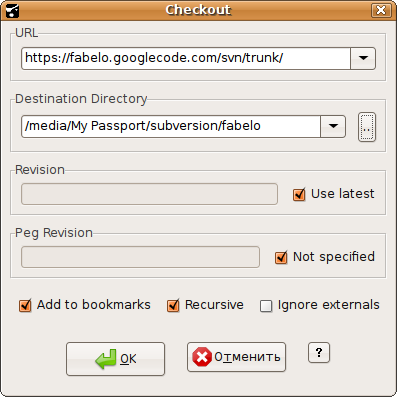 Checkout
URL
https://fabelo.googlecode.com/svn/trunk/
Destination Directory
/media/My Passport/subversion/fabelo
..
Revision
Use latest
Peg Revision
Not specified
Add to bookmarks Recursive Ignore externals
OK Отменить ?